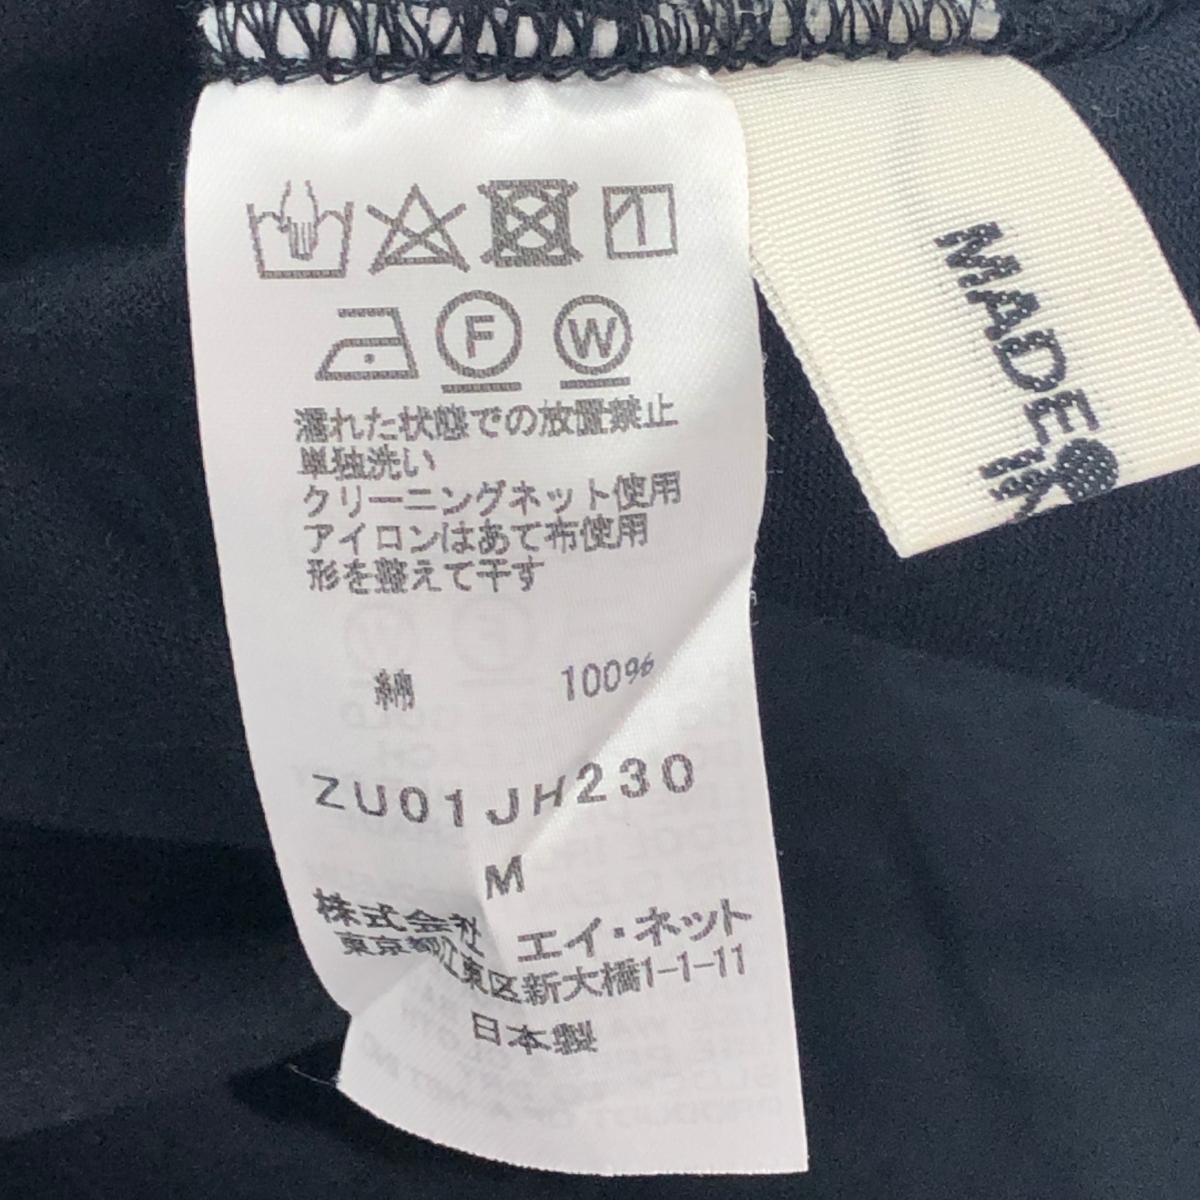 F
W
濡れた状態での放置禁止
単独洗い
クリーニングネット使用
アイロンはあて布使用
形を整えて干す
綿 100%
ZU01JH230
M
株式会社 エイ・ネット
東京都江東区新大橋1-1-11
日本製
MADE
IN